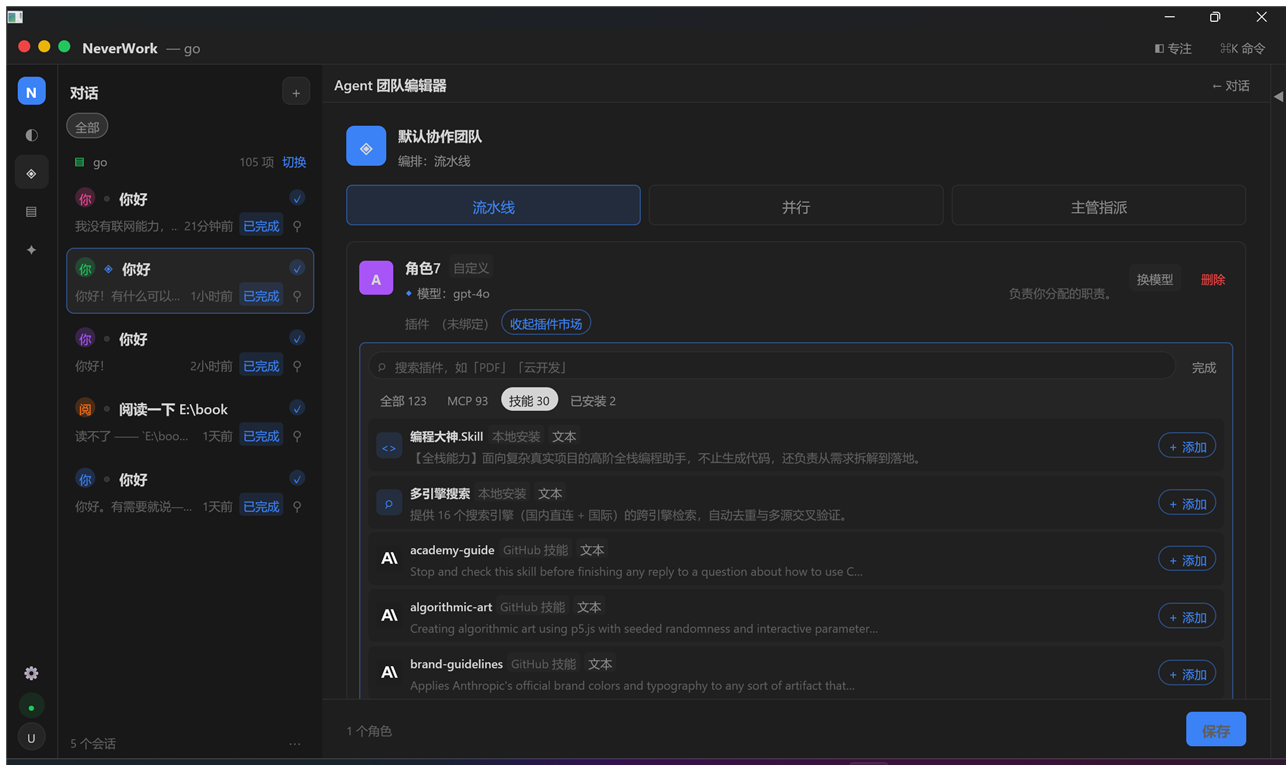 NeverWork — go
专注
⌘K 命令
N
对话
+
全部
go
105 项 切换
你 你好
我没有联网能力，... 21分钟前 已完成
你 你好
你好！有什么可以... 1小时前 已完成
你 你好
你好！ 2小时前 已完成
阅 阅读一下 E:\book
读不了 —— `E:\boo... 1天前 已完成
你 你好
你好。有需要就说—... 1天前 已完成
U
5 个会话
...
Agent 团队编辑器
← 对话
默认协作团队
编排：流水线
流水线
并行
主管指派
A
角色7 自定义
模型：gpt-4o
负责你分配的职责。
换模型
删除
插件 （未绑定） 收起插件市场
搜索插件，如「PDF」「云开发」
完成
全部 123 MCP 93 技能 30 已安装 2
<> 编程大神.Skill 本地安装 文本
【全栈能力】面向复杂真实项目的高阶全栈编程助手，不止生成代码，还负责从需求拆解到落地。
+ 添加
多引擎搜索 本地安装 文本
提供 16 个搜索引擎（国内直连 + 国际）的跨引擎检索，自动去重与多源交叉验证。
+ 添加
A\ academy-guide GitHub 技能 文本
Stop and check this skill before finishing any reply to a question about how to use C...
+ 添加
A\ algorithmic-art GitHub 技能 文本
Creating algorithmic art using p5.js with seeded randomness and interactive parameter...
+ 添加
A\ brand-guidelines GitHub 技能 文本
Applies Anthropic's official brand colors and typography to any sort of artifact that...
+ 添加
1 个角色
保存